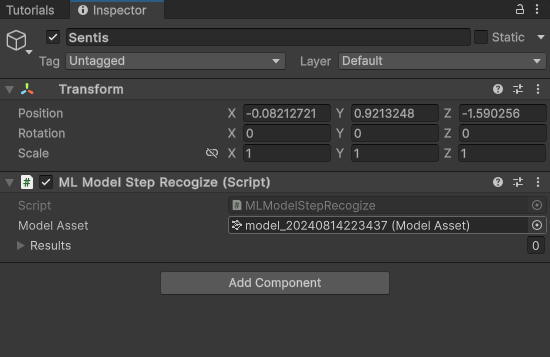 Tutorials Inspector
Sentis Static
Tag Untagged Layer Default
Transform
Position X -0.08212721 Y 0.9213248 Z -1.590256
Rotation X 0 Y 0 Z 0
Scale X 1 Y 1 Z 1
# ML Model Step Recogize (Script)
Script # MLModelStepRecogize
Model Asset model_20240814223437 (Model Asset)
Results 0
Add Component